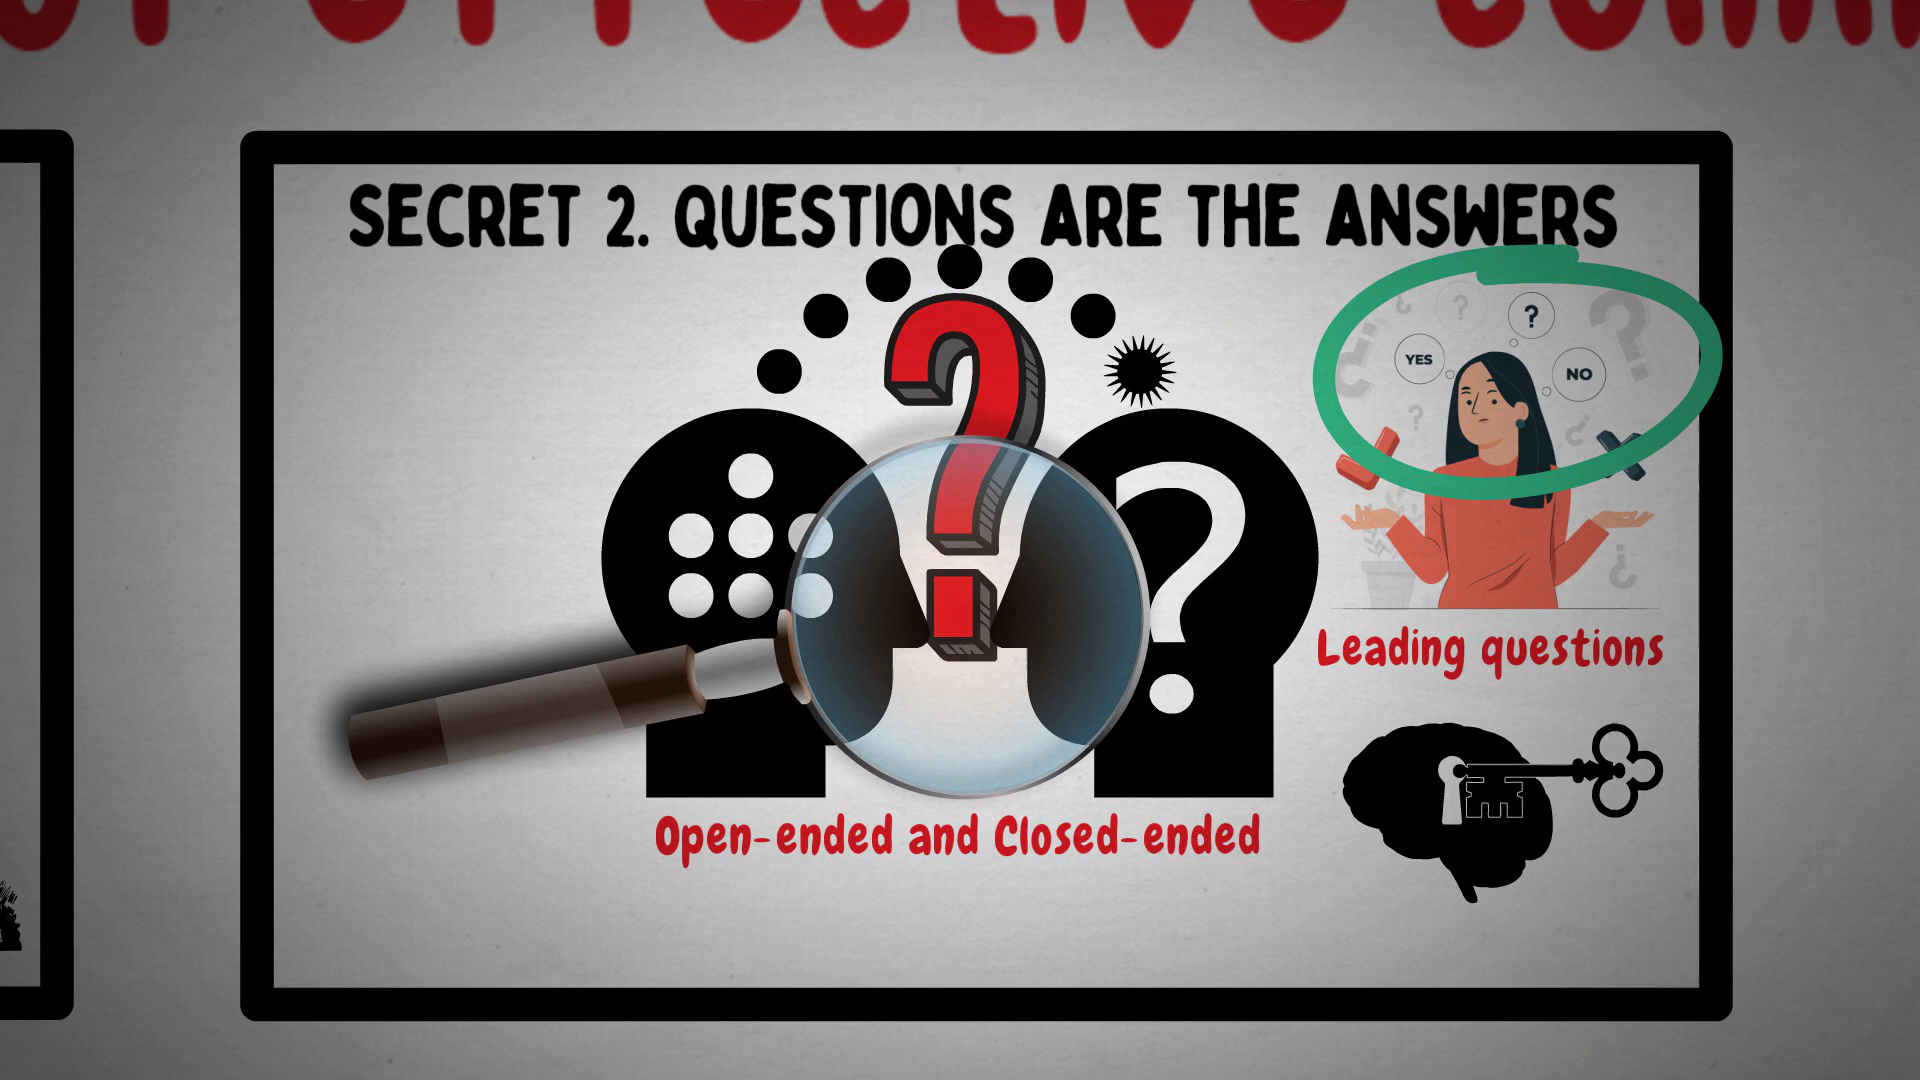 SECRET 2. QUESTIONS ARE THE ANSWERS
?
YES
NO
?
?
Leading questions
Open-ended and Closed-ended